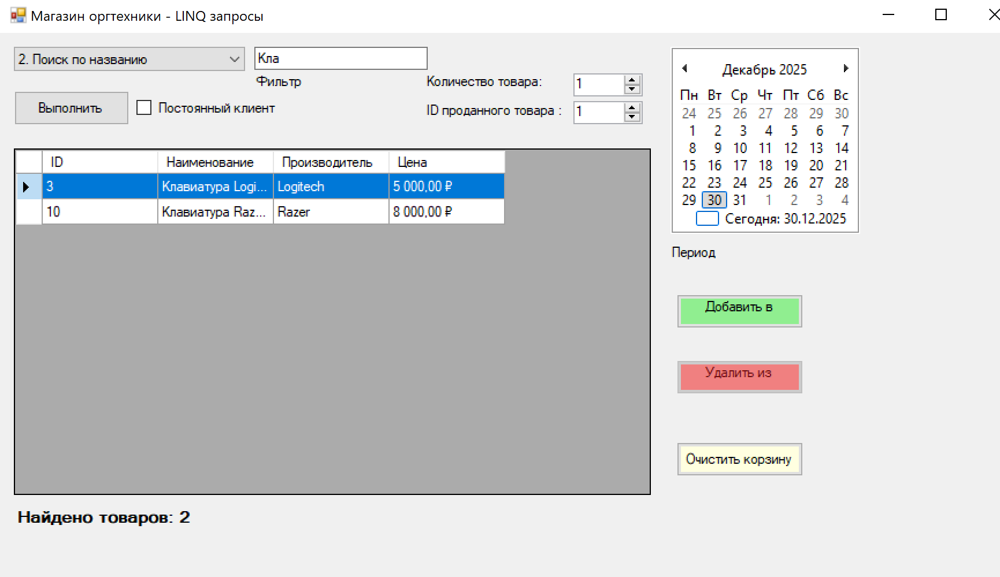 Магазин оргтехники - LINQ запросы
2. Поиск по названию
Кла
Фильтр
Количество товара:
1
Выполнить
Постоянный клиент
ID проданного товара :
1
ID Наименование Производитель Цена
3 Клавиатура Logi... Logitech 5 000,00 ₽
10 Клавиатура Raz... Razer 8 000,00 ₽
Найдено товаров: 2
Декабрь 2025
Пн Вт Ср Чт Пт Сб Вс
24 25 26 27 28 29 30
1 2 3 4 5 6 7
8 9 10 11 12 13 14
15 16 17 18 19 20 21
22 23 24 25 26 27 28
29 30 31 1 2 3 4
Сегодня: 30.12.2025
Период
Добавить в
Удалить из
Очистить корзину